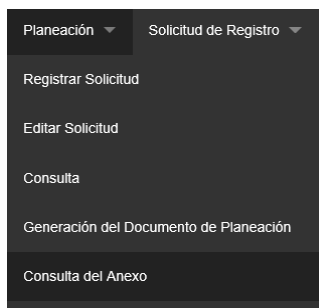 Planeación Solicitud de Registro
Registrar Solicitud
Editar Solicitud
Consulta
Generación del Documento de Planeación
Consulta del Anexo